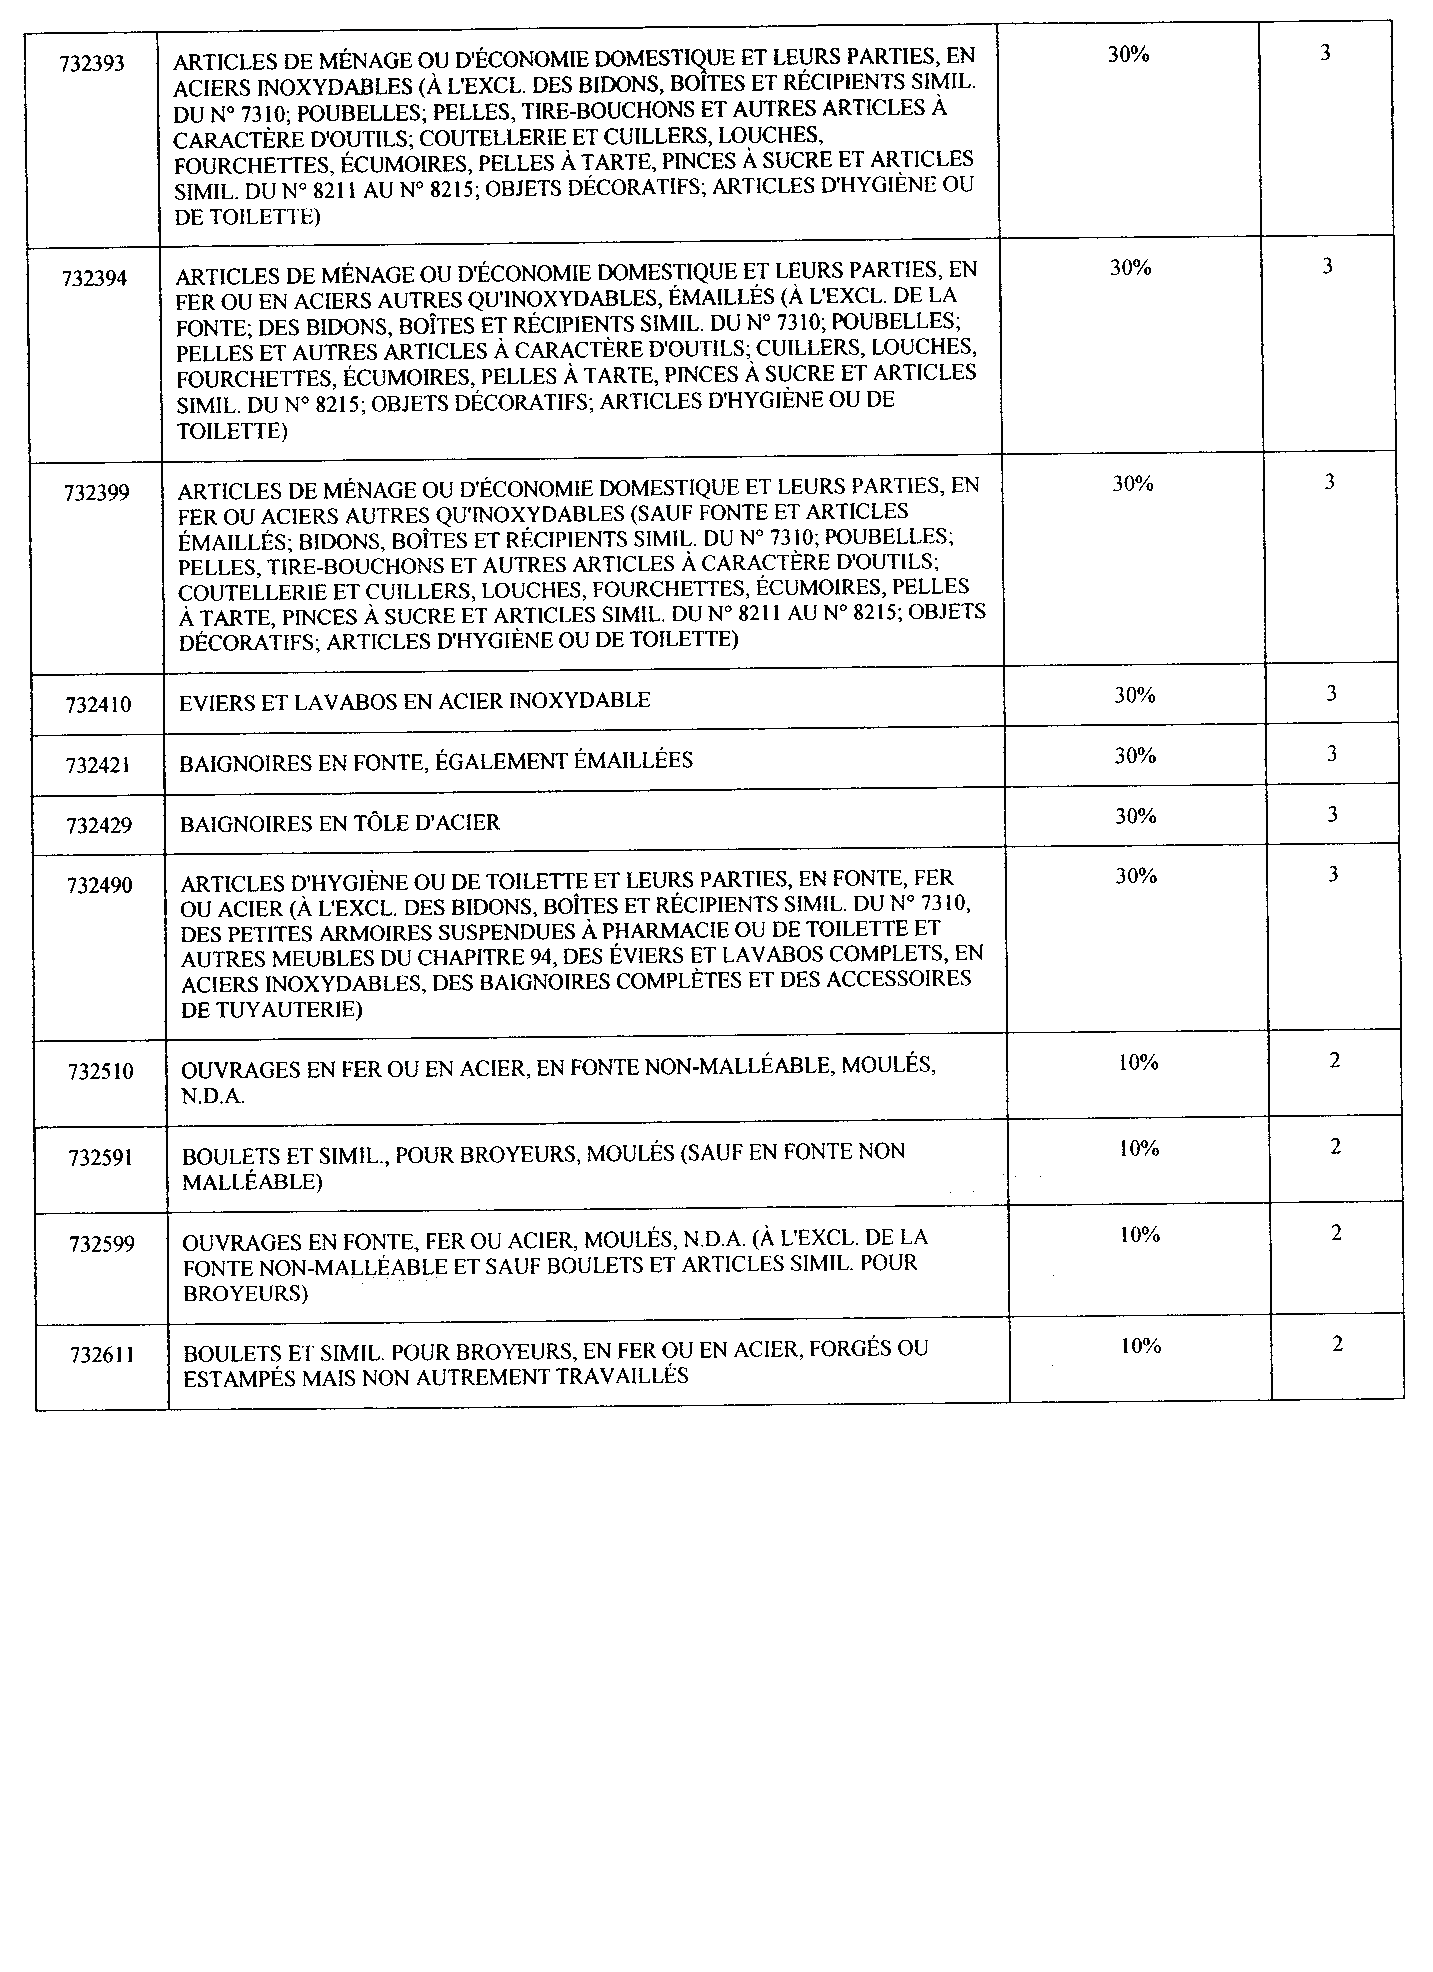 732393 ARTICLES DE MÉNAGE OU D'ÉCONOMIE DOMESTIQUE ET LEURS PARTIES, EN 30% 3
ACIERS INOXYDABLES (À L'EXCL. DES BIDONS, BOÎTES ET RÉCIPIENTS SIMIL.
DU N° 7310; POUBELLES; PELLES, TIRE-BOUCHONS ET AUTRES ARTICLES À
CARACTÈRE D'OUTILS; COUTELLERIE ET CUILLERS, LOUCHES,
FOURCHETTES, ÉCUMOIRES, PELLES À TARTE, PINCES À SUCRE ET ARTICLES
SIMIL. DU N° 8211 AU N° 8215; OBJETS DÉCORATIFS; ARTICLES D'HYGIÈNE OU
DE TOILETTE)
732394 ARTICLES DE MÉNAGE OU D'ÉCONOMIE DOMESTIQUE ET LEURS PARTIES, EN 30% 3
FER OU EN ACIERS AUTRES QU'INOXYDABLES, ÉMAILLÉS (À L'EXCL. DE LA
FONTE; DES BIDONS, BOÎTES ET RÉCIPIENTS SIMIL. DU N° 7310; POUBELLES;
PELLES ET AUTRES ARTICLES À CARACTÈRE D'OUTILS; CUILLERS, LOUCHES,
FOURCHETTES, ÉCUMOIRES, PELLES À TARTE, PINCES À SUCRE ET ARTICLES
SIMIL. DU N° 8215; OBJETS DÉCORATIFS; ARTICLES D'HYGIÈNE OU DE
TOILETTE)
732399 ARTICLES DE MÉNAGE OU D'ÉCONOMIE DOMESTIQUE ET LEURS PARTIES, EN 30% 3
FER OU ACIERS AUTRES QU'INOXYDABLES (SAUF FONTE ET ARTICLES
ÉMAILLÉS; BIDONS, BOÎTES ET RÉCIPIENTS SIMIL. DU N° 7310; POUBELLES;
PELLES, TIRE-BOUCHONS ET AUTRES ARTICLES À CARACTÈRE D'OUTILS;
COUTELLERIE ET CUILLERS, LOUCHES, FOURCHETTES, ÉCUMOIRES, PELLES
À TARTE, PINCES À SUCRE ET ARTICLES SIMIL. DU N° 8211 AU N° 8215; OBJETS
DÉCORATIFS; ARTICLES D'HYGIÈNE OU DE TOILETTE)
732410 EVIERS ET LAVABOS EN ACIER INOXYDABLE 30% 3
732421 BAIGNOIRES EN FONTE, ÉGALEMENT ÉMAILLÉES 30% 3
732429 BAIGNOIRES EN TÔLE D'ACIER 30% 3
732490 ARTICLES D'HYGIÈNE OU DE TOILETTE ET LEURS PARTIES, EN FONTE, FER 30% 3
OU ACIER (À L'EXCL. DES BIDONS, BOÎTES ET RÉCIPIENTS SIMIL. DU N° 7310,
DES PETITES ARMOIRES SUSPENDUES À PHARMACIE OU DE TOILETTE ET
AUTRES MEUBLES DU CHAPITRE 94, DES ÉVIERS ET LAVABOS COMPLETS, EN
ACIERS INOXYDABLES, DES BAIGNOIRES COMPLÈTES ET DES ACCESSOIRES
DE TUYAUTERIE)
732510 OUVRAGES EN FER OU EN ACIER, EN FONTE NON-MALLÉABLE, MOULÉS, 10% 2
N.D.A.
732591 BOULETS ET SIMIL., POUR BROYEURS, MOULÉS (SAUF EN FONTE NON 10% 2
MALLÉABLE)
732599 OUVRAGES EN FONTE, FER OU ACIER, MOULÉS, N.D.A. (À L'EXCL. DE LA 10% 2
FONTE NON-MALLÉABLE ET SAUF BOULETS ET ARTICLES SIMIL. POUR
BROYEURS)
732611 BOULETS ET SIMIL. POUR BROYEURS, EN FER OU EN ACIER, FORGÉS OU 10% 2
ESTAMPÉS MAIS NON AUTREMENT TRAVAILLÉS